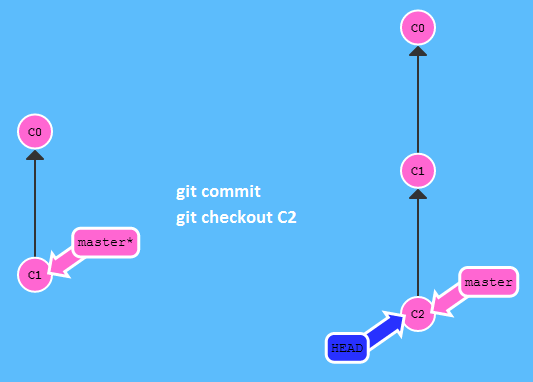 C0
C1
master*
git commit
git checkout C2
C0
C1
C2
master
HEAD